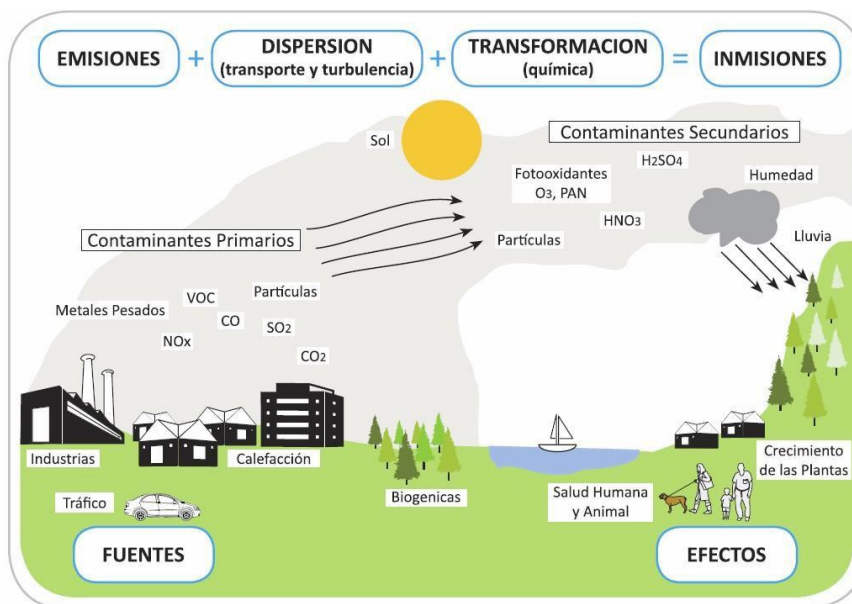 EMISIONES + DISPERSION + TRANSFORMACION = INMISIONES
(transporte y turbulencia) (química)
Sol
Contaminantes Secundarios
H2SO4
Fotooxidantes
O3, PAN
Humedad
HNO3
Contaminantes Primarios
Partículas
Lluvia
Partículas
VOC
Metales Pesados
CO
SO2
NOx
CO2
Industrias
Calefacción
Crecimiento
de las Plantas
Biogenicas
Salud Humana
y Animal
Tráfico
FUENTES
EFECTOS